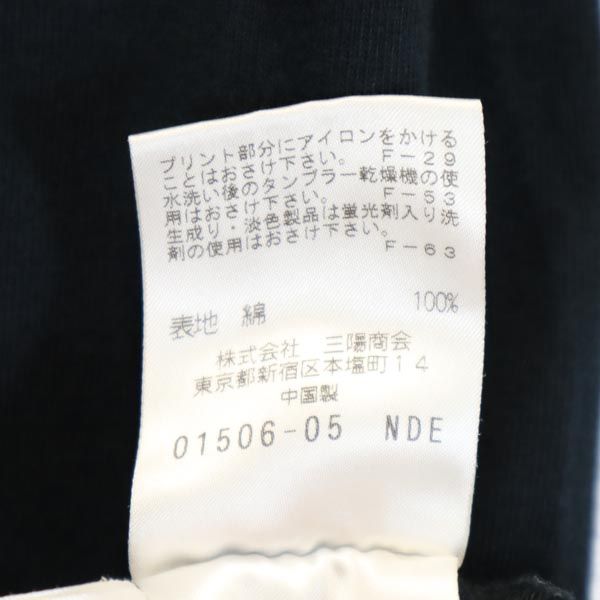 プリント部分にアイロンをかける
ことはおさけ下さい。 F-29
水洗い後のタンブラー乾燥機の使
用はおさけ下さい。 F-53
生成り・淡色製品は蛍光剤入り洗
剤の使用はおさけ下さい。 F-63
表地 綿 100%
株式会社 三陽商会
東京都新宿区本塩町14
中國製
01506-05 NDE